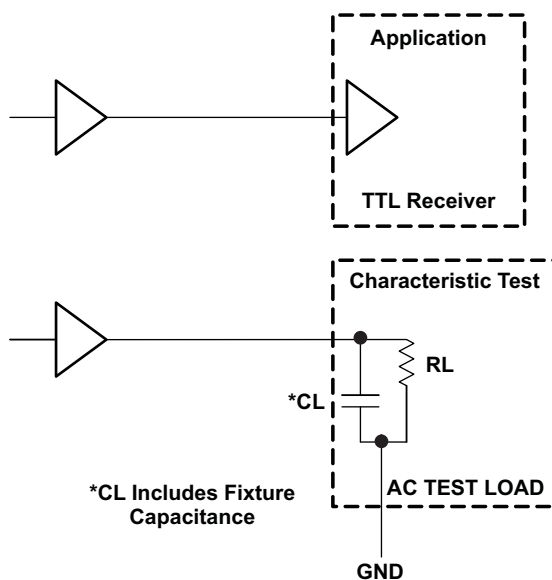 Application
TTL Receiver
Characteristic Test
RL
*CL
*CL Includes Fixture
Capacitance
AC TEST LOAD
GND